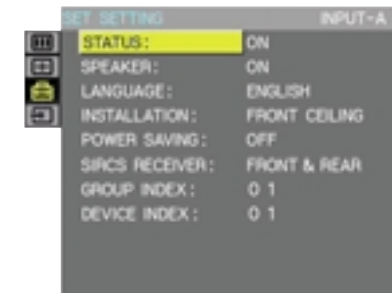 SET SETTING INPUT-A
STATUS: ON
SPEAKER: ON
LANGUAGE: ENGLISH
INSTALLATION: FRONT CEILING
POWER SAVING: OFF
SIRCS RECEIVER: FRONT & REAR
GROUP INDEX: 0 1
DEVICE INDEX: 0 1